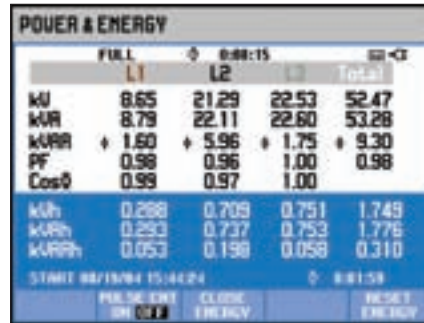 POWER & ENERGY
FULL 0:00:15
L1 L2 L3 Total
kW 8.65 21.29 22.53 52.47
kVA 8.79 22.11 22.60 53.28
kVAR 1.60 5.96 1.75 9.30
PF 0.98 0.96 1.00 0.98
CosΦ 0.99 0.97 1.00
kWh 0.288 0.709 0.751 1.749
kVAh 0.293 0.737 0.753 1.776
kVARh 0.053 0.198 0.058 0.310
START 08/19/04 15:44:24 0:01:59
PULSE CNT CLOSE RESET
ON OFF ENERGY ENERGY